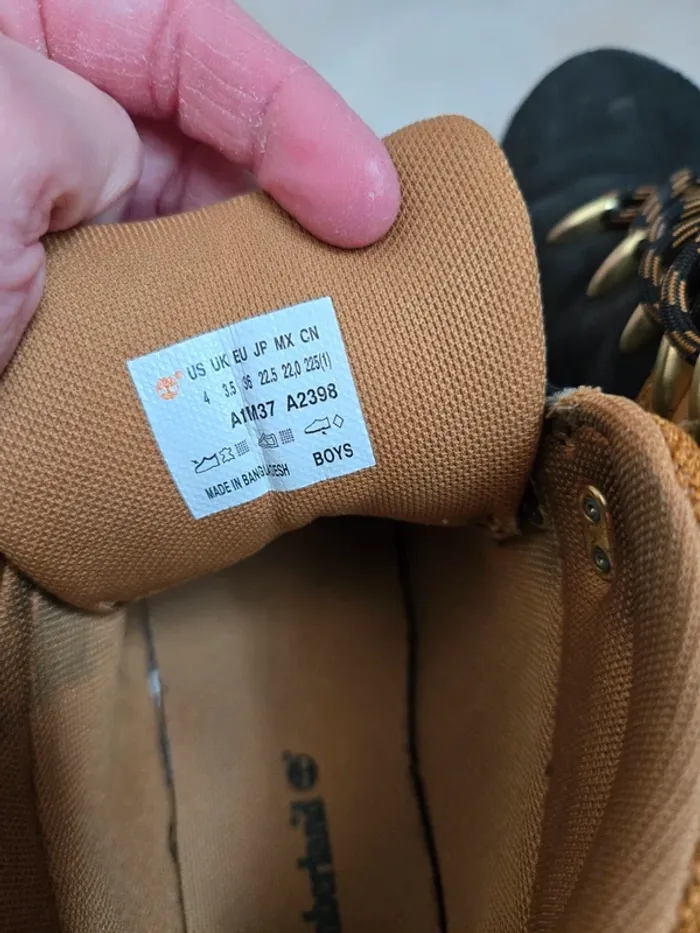 US UK EU JP MX CN
4 3.5 36 22.5 22,0 225(1)
A1M37 A2398
BOYS
MADE IN BANGLADESH